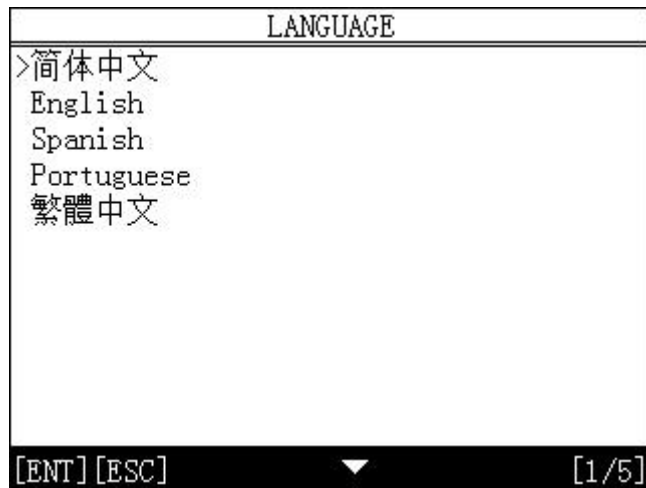 LANGUAGE
>简体中文
English
Spanish
Portuguese
繁體中文
[ENT][ESC] [1/5]